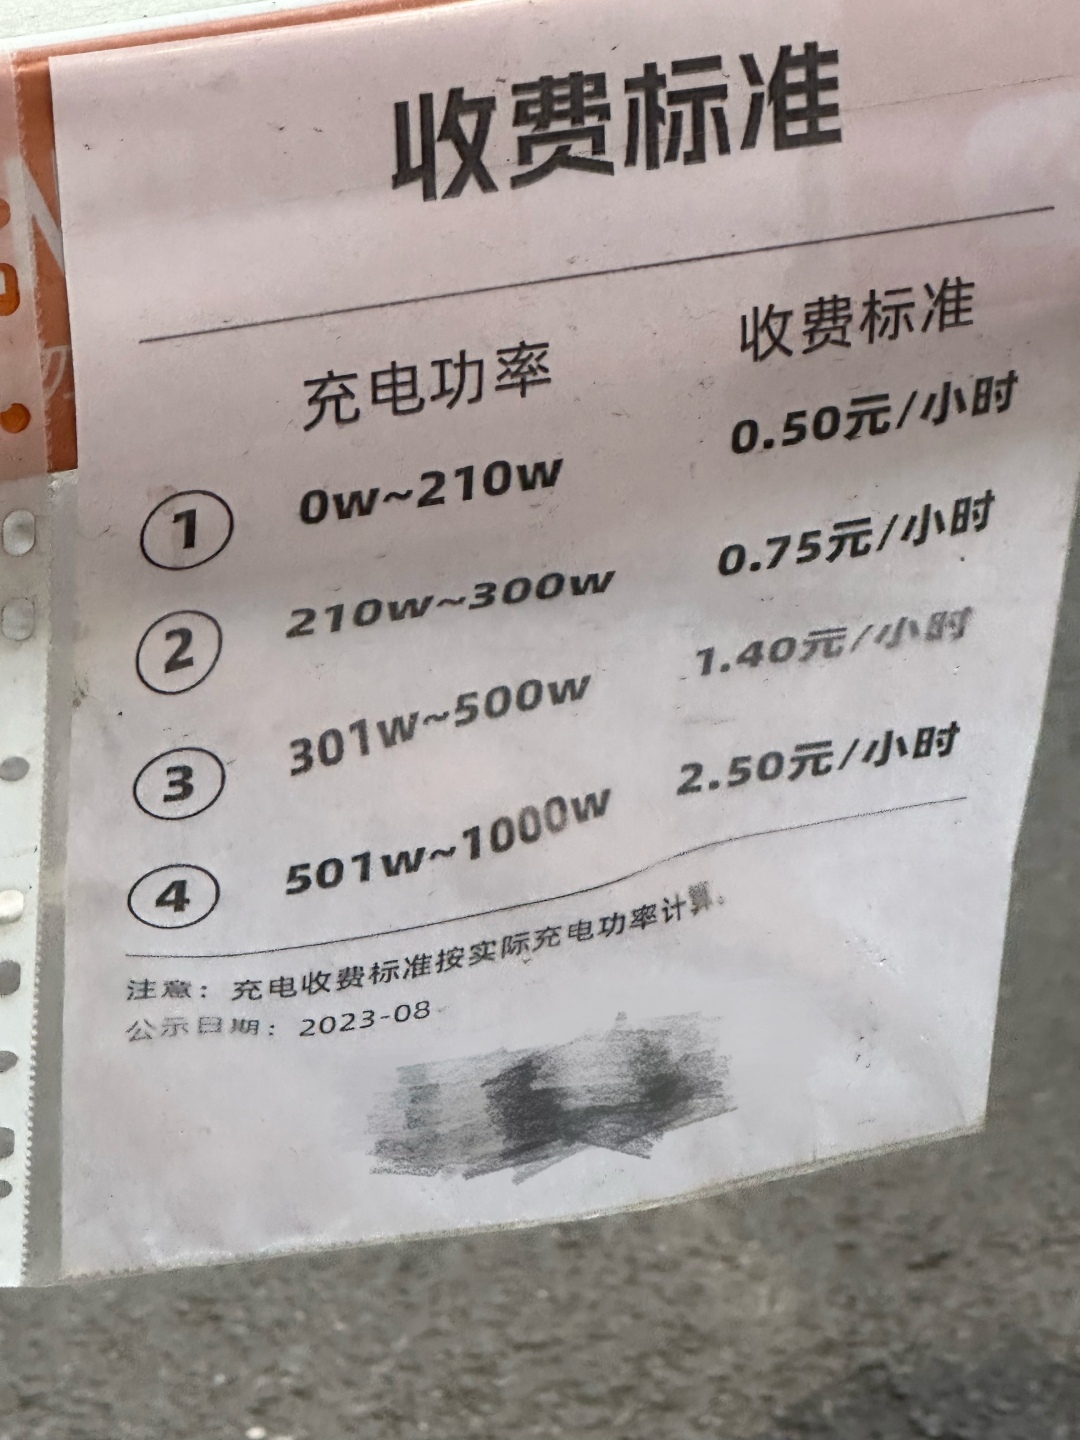 收费标准
充电功率 收费标准
① 0w~210w 0.50元/小时
② 210w~300w 0.75元/小时
③ 301w~500w 1.40元/小时
④ 501w~1000w 2.50元/小时
注意：充电收费标准按实际充电功率计算。
公示日期：2023-08